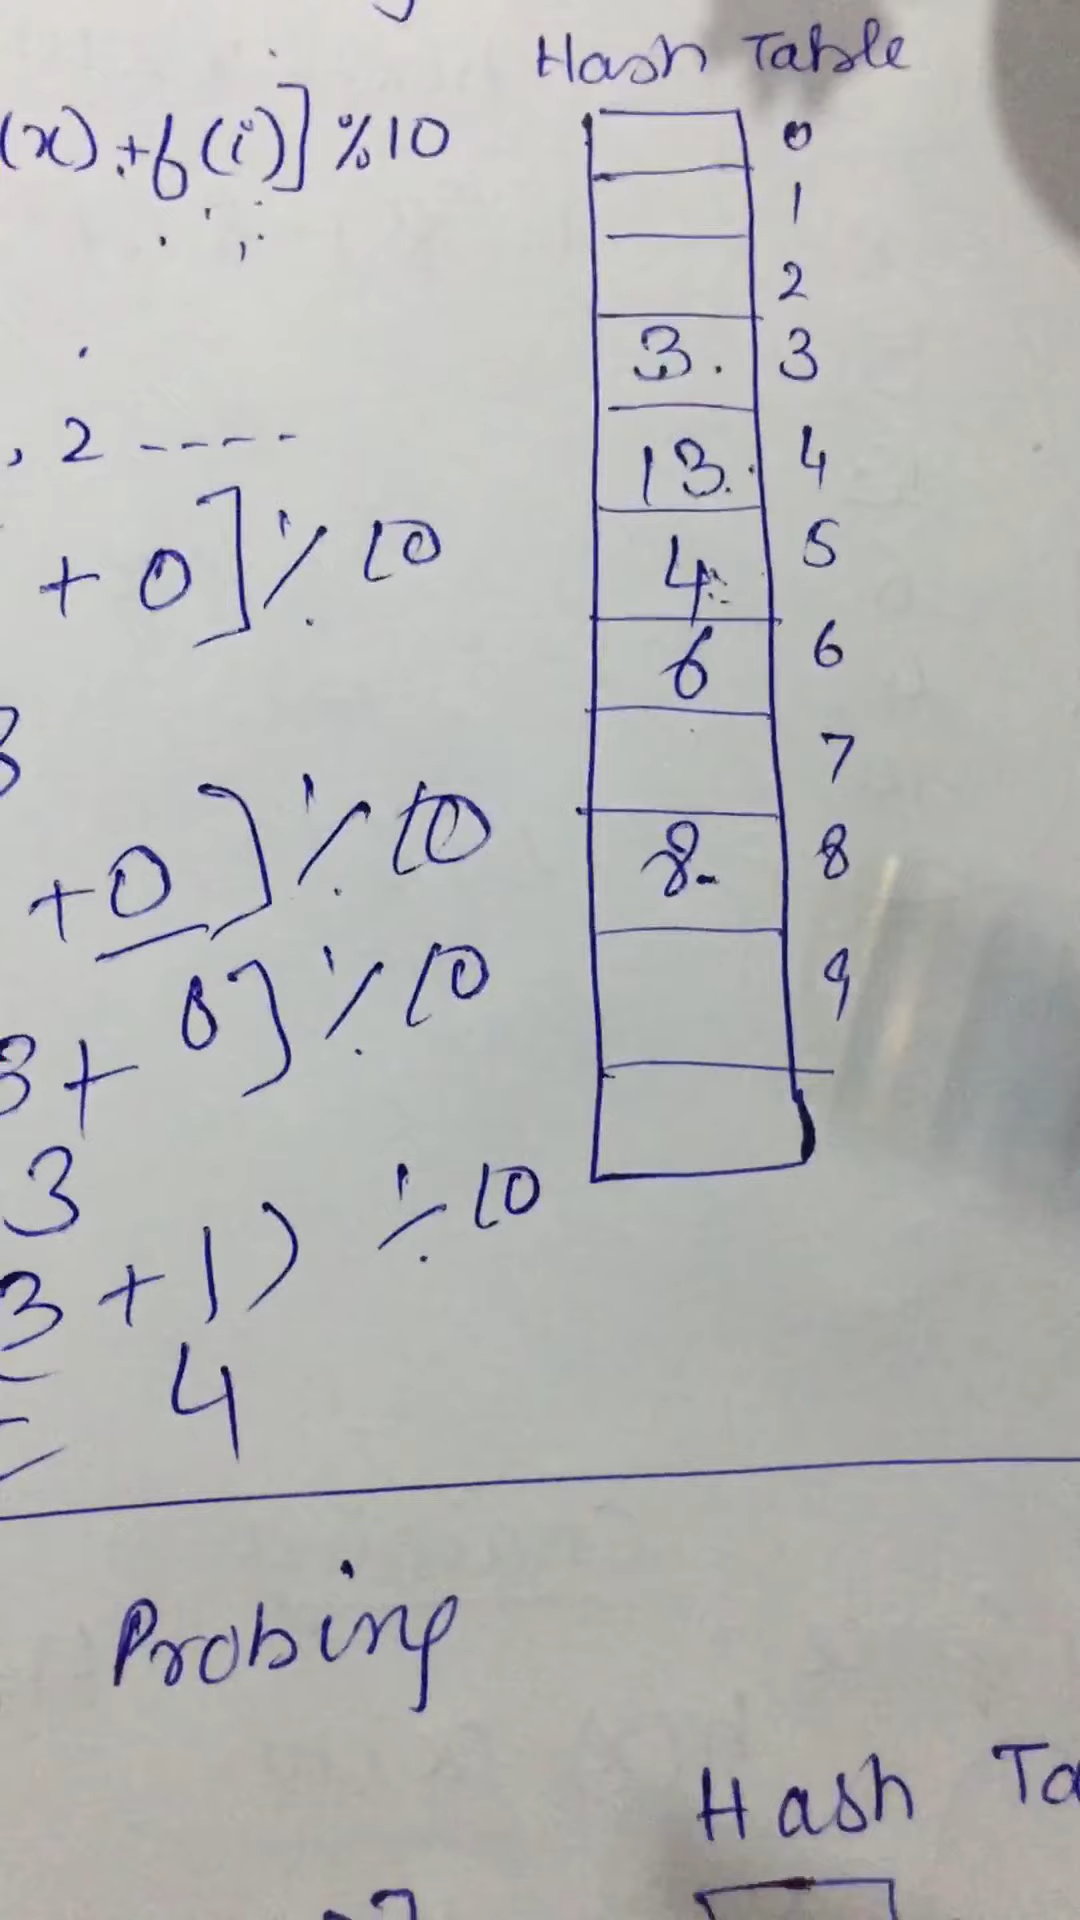 Hash Table
(x) + f(i)] % 10
0
1
2
3 . 3
, 2 ----
13. 4
+ 0] % 10
4 5
6 6
3
7
+ 0] % 10
8 8
3 + 0] % 10
9
3
3 + 1) % 10
4
Probing
Hash Ta